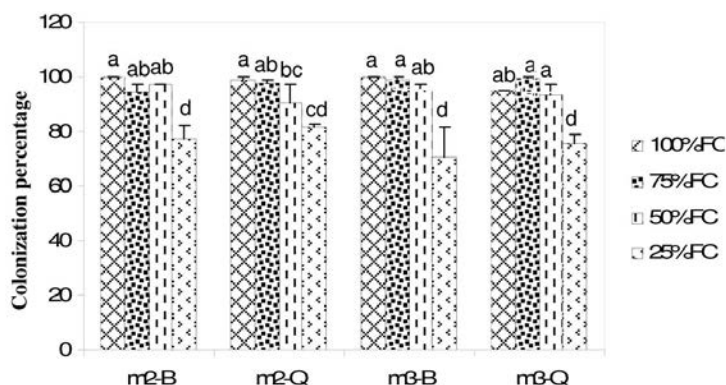 Colonization percentage
120
100
80
60
40
20
0
a ab ab d
a ab bc cd
a a ab d
ab a a d
m2-B m2-Q m3-B m3-Q
100%FC
75%FC
50%FC
25%FC